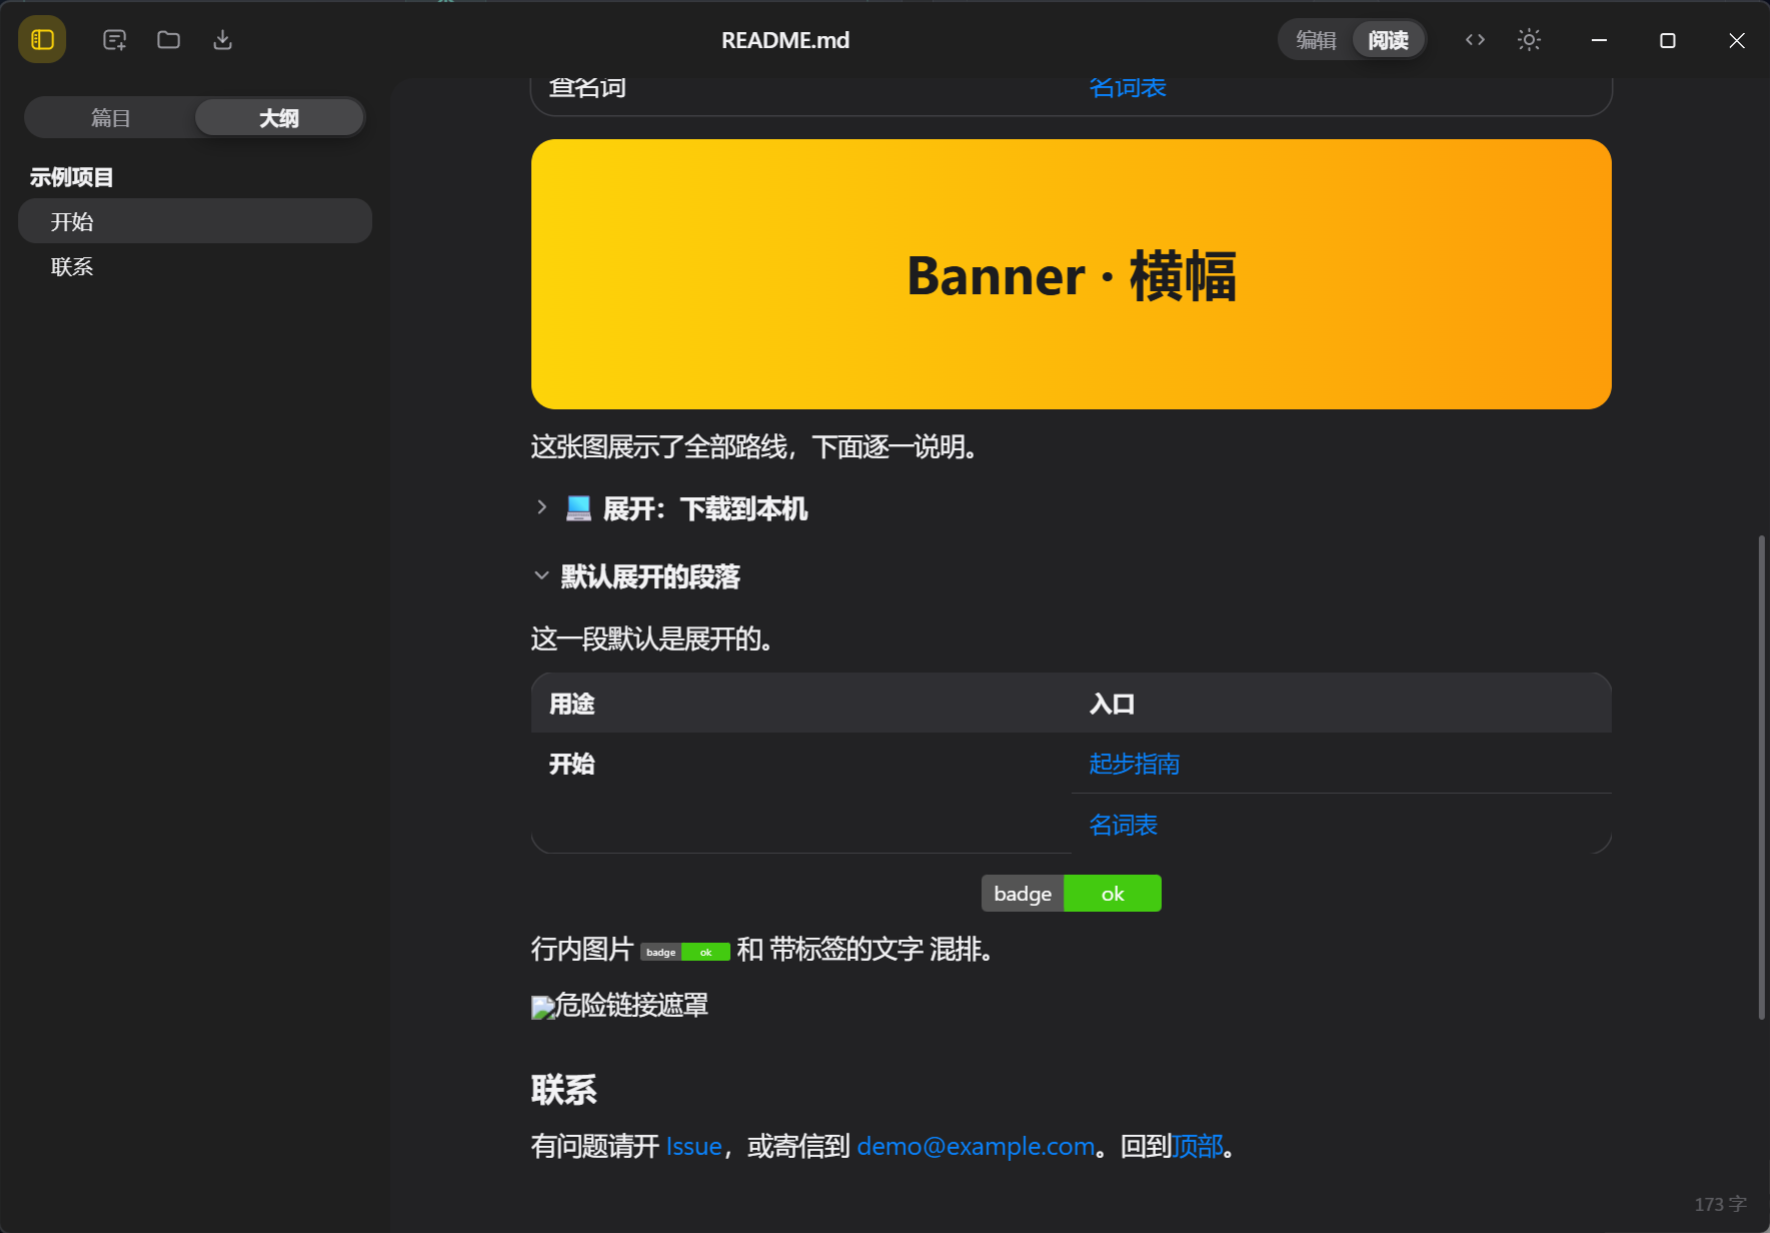 README.md
编辑
阅读
篇目
大纲
示例项目
开始
联系
查名词
名词表
Banner · 横幅
这张图展示了全部路线，下面逐一说明。
展开：下载到本机
默认展开的段落
这一段默认是展开的。
用途
入口
开始
起步指南
名词表
badge ok
行内图片 badge ok 和 带标签的文字 混排。
危险链接遮罩
联系
有问题请开 Issue，或寄信到 demo@example.com。回到顶部。
173 字